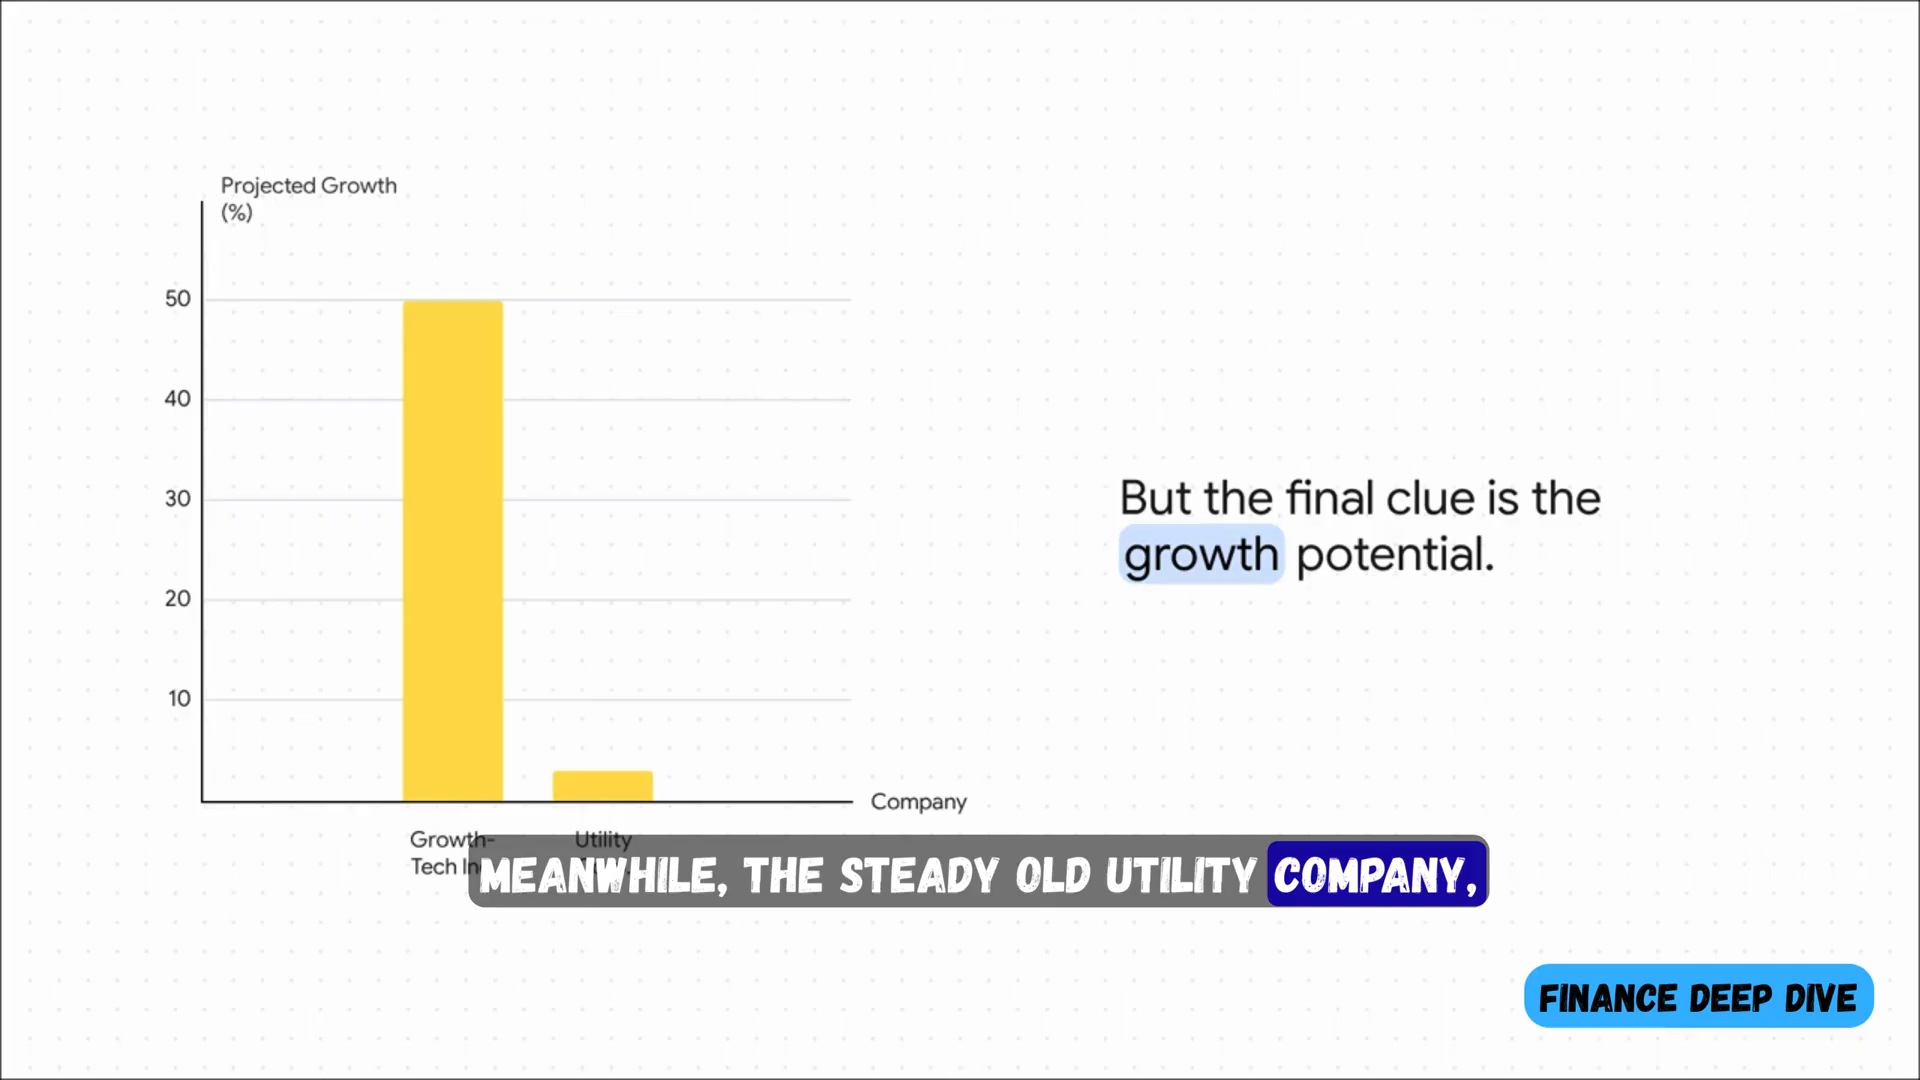 Projected Growth
(%)
50
40
30
20
10
Company
Growth-
Utility
Tech
But the final clue is the
growth potential.
MEANWHILE, THE STEADY OLD UTILITY COMPANY,
FINANCE DEEP DIVE